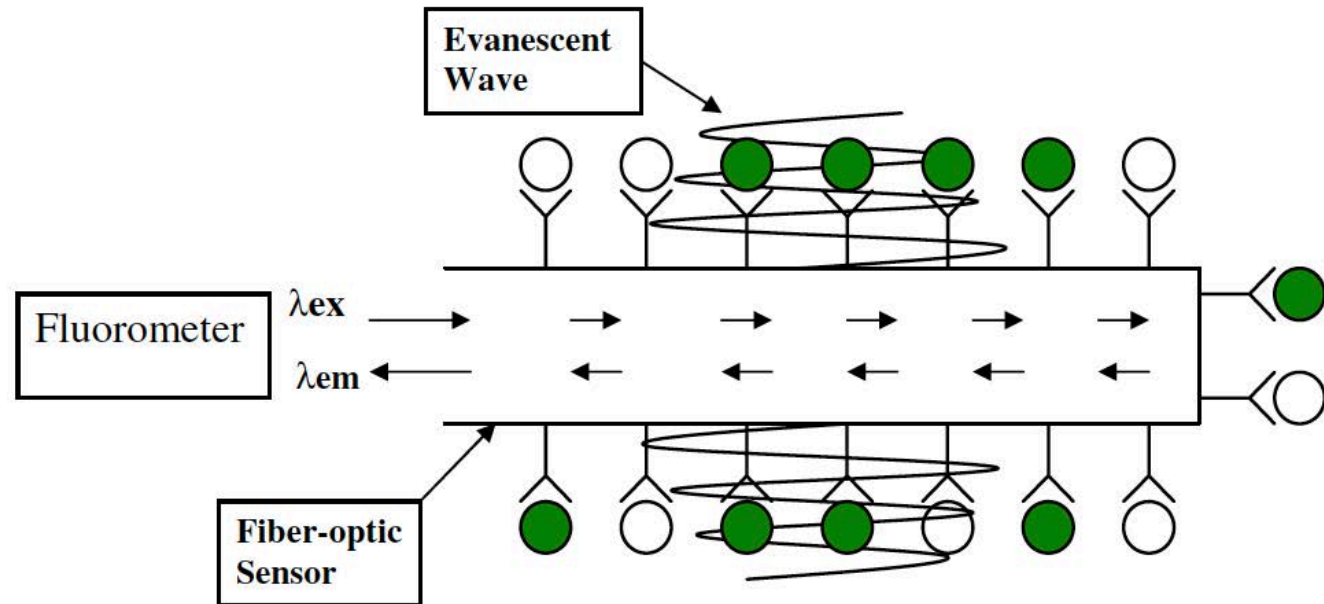 Evanescent
Wave
λex
Fluorometer
λem
Fiber-optic
Sensor